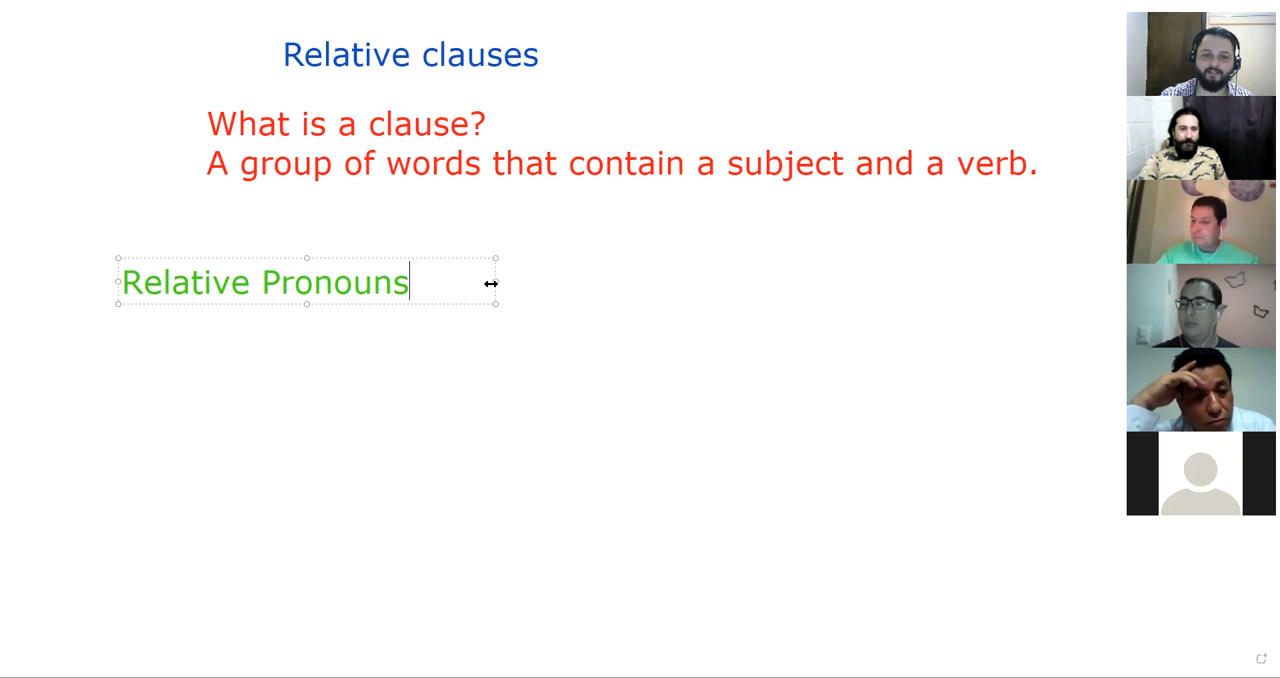 Relative clauses
What is a clause?
A group of words that contain a subject and a verb.
Relative Pronouns